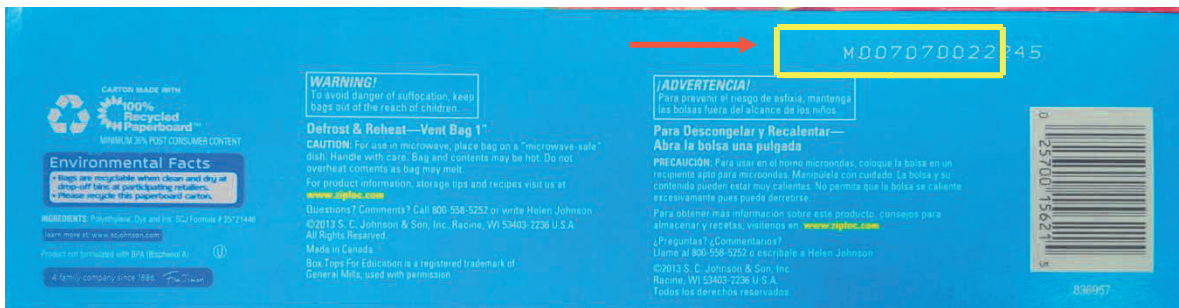 M007070022245
CARTON MADE WITH
100%
Recycled
Paperboard™
MINIMUM 35% POST CONSUMER CONTENT
Environmental Facts
• Bags are recyclable when clean and dry at
drop-off bins at participating retailers.
• Please recycle this paperboard carton.
INGREDIENTS: Polyethylene, Dye and Ink. SCJ Formula # 35*21448
learn more at: www.scjohnson.com
Product not formulated with BPA (Bisphenol A)
U
A family company since 1886.
WARNING!
To avoid danger of suffocation, keep
bags out of the reach of children.
Defrost & Reheat—Vent Bag 1"
CAUTION: For use in microwave, place bag on a "microwave-safe"
dish. Handle with care. Bag and contents may be hot. Do not
overheat contents as bag may melt.
For product information, storage tips and recipes visit us at
www.ziploc.com
Questions? Comments? Call 800-558-5252 or write Helen Johnson
©2013 S. C. Johnson & Son, Inc. Racine, WI 53403-2236 U.S.A.
All Rights Reserved.
Made in Canada
Box Tops For Education is a registered trademark of
General Mills, used with permission
¡ADVERTENCIA!
Para prevenir el riesgo de asfixia, mantenga
las bolsas fuera del alcance de los niños.
Para Descongelar y Recalentar—
Abra la bolsa una pulgada
PRECAUCIÓN: Para usar en el horno microondas, coloque la bolsa en un
recipiente apto para microondas. Manipúlela con cuidado. La bolsa y su
contenido pueden estar muy calientes. No permita que la bolsa se caliente
excesivamente pues puede derretirse.
Para obtener más información sobre este producto, consejos para
almacenar y recetas, visítenos en www.ziploc.com
¿Preguntas? ¿Commentarios?
Llame al 800-558-5252 o escríbale a Helen Johnson
©2013 S. C. Johnson & Son, Inc.
Racine, WI 53403-2236 U.S.A.
Todos los derechos reservados.
0 25700 15621 5
836957